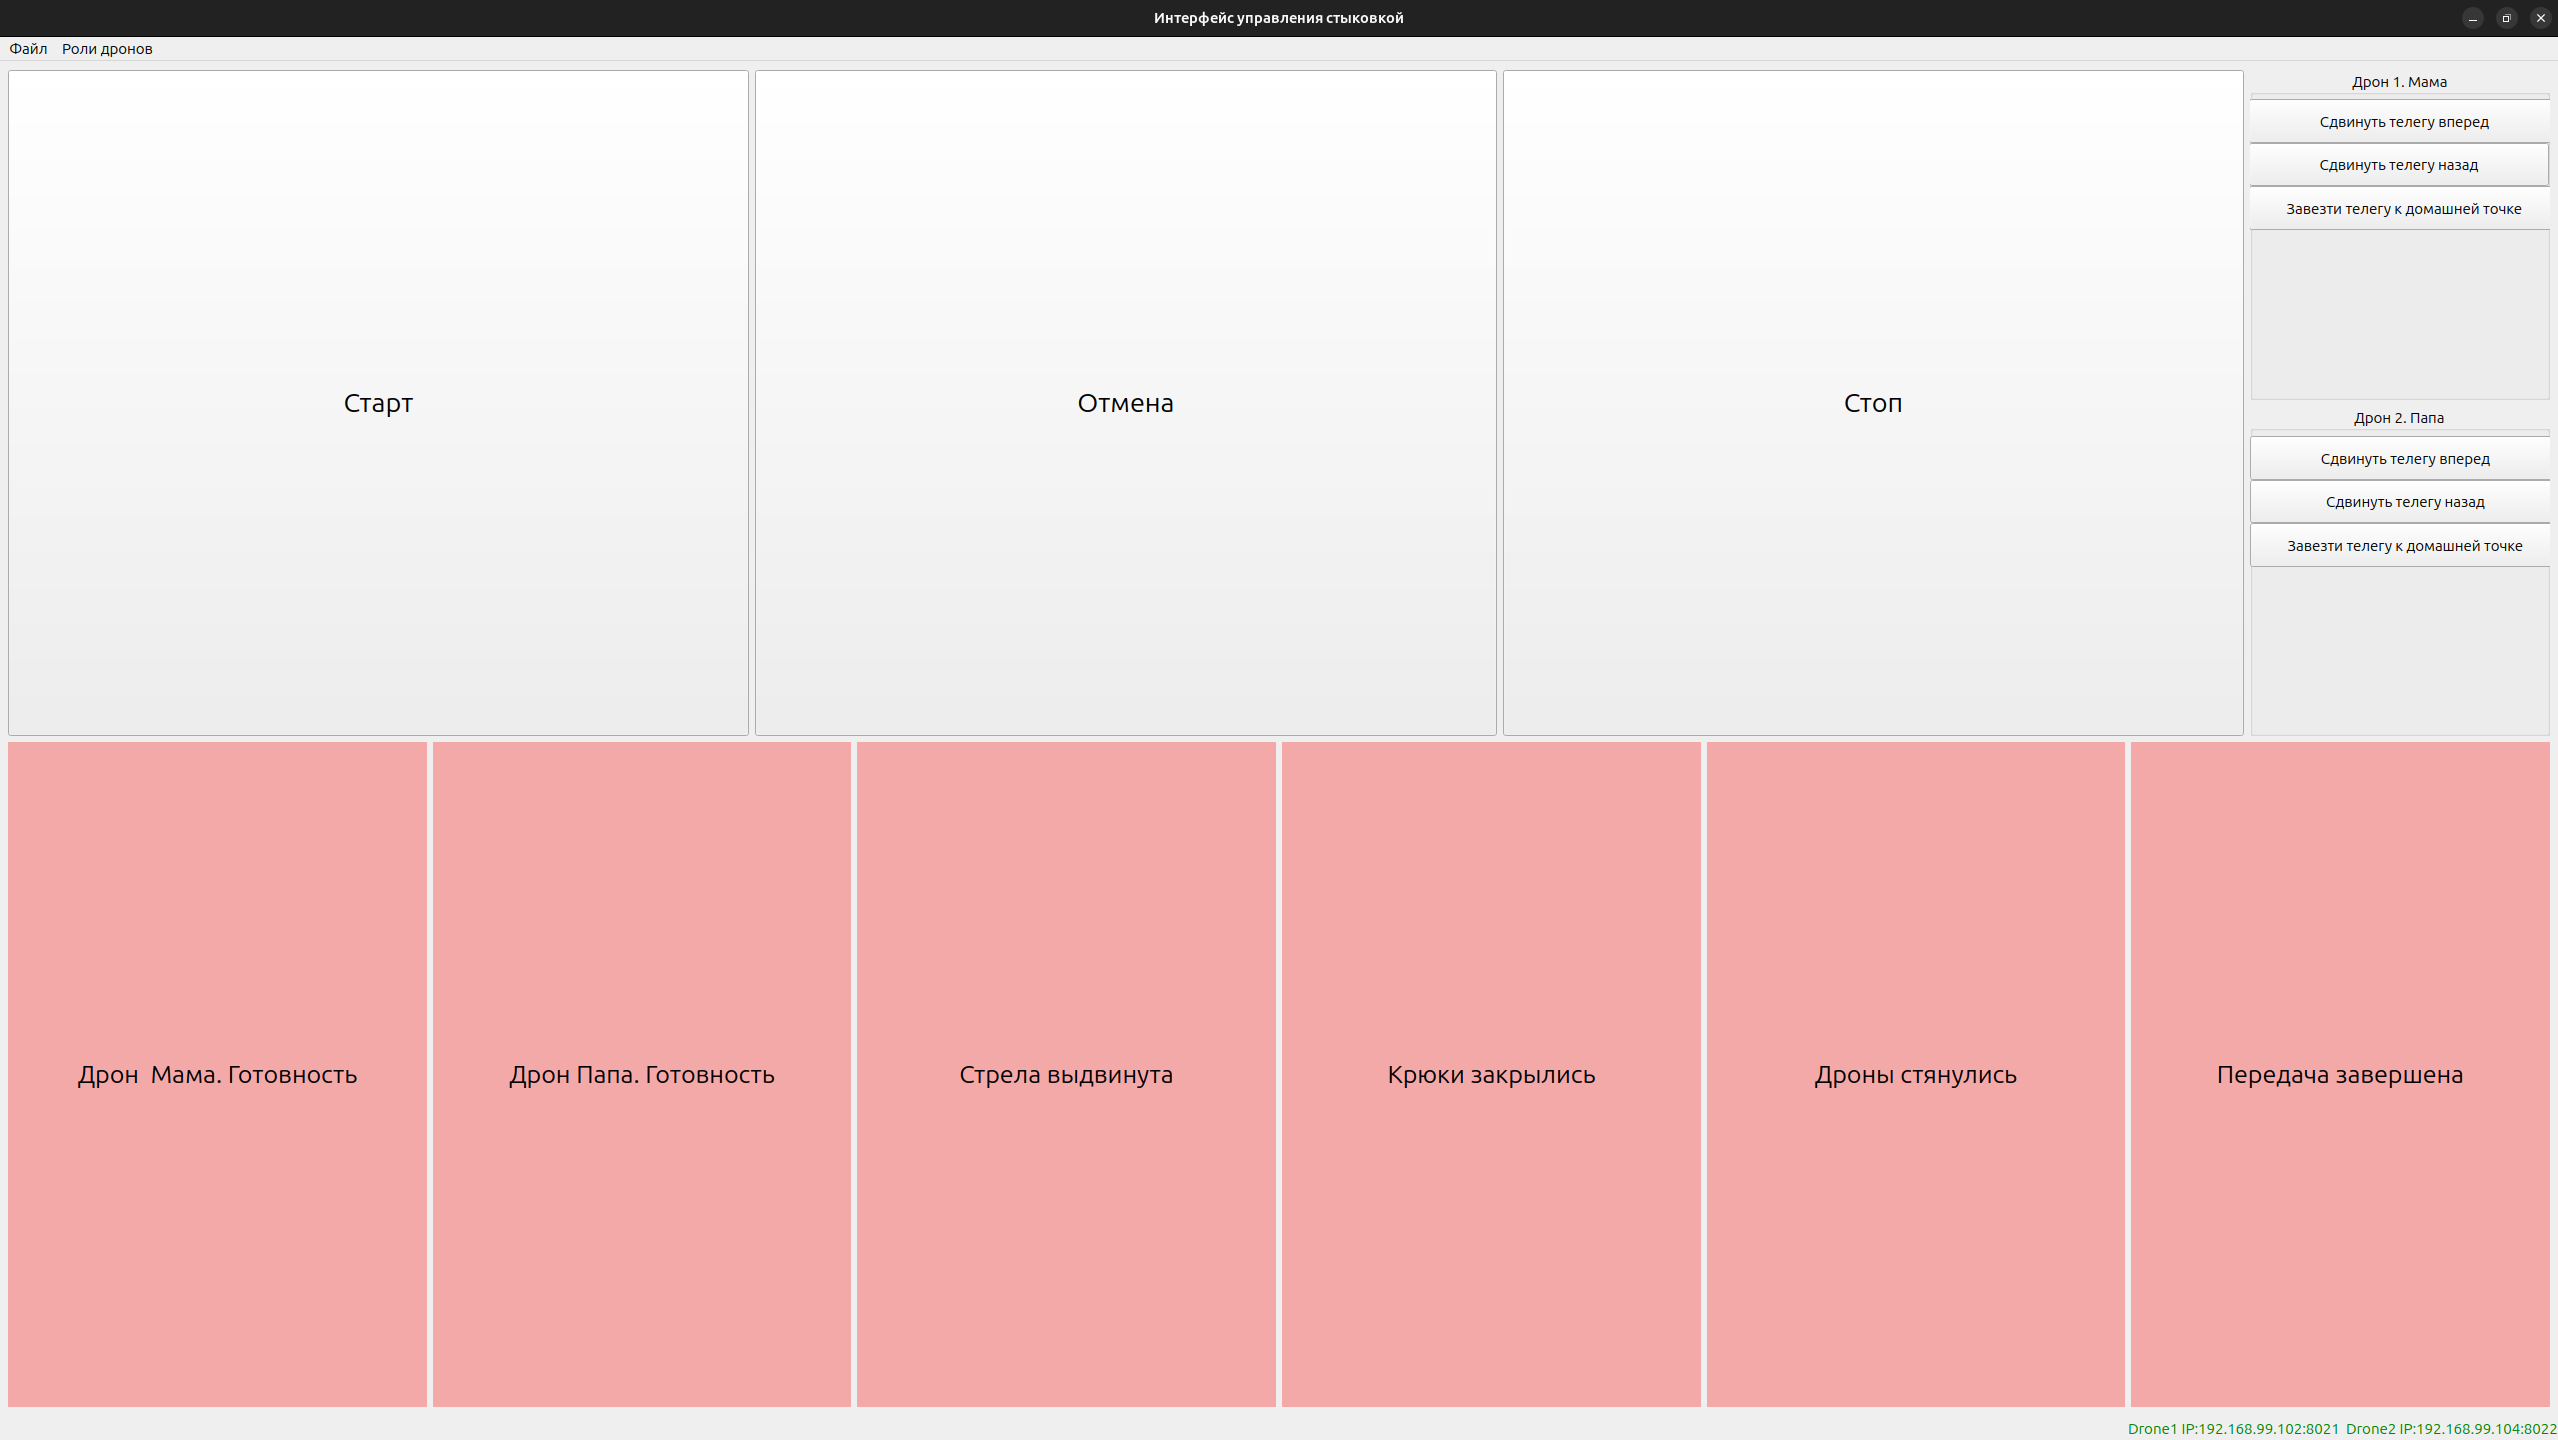 Интерфейс управления стыковкой
Файл Роли дронов
Старт
Отмена
Стоп
Дрон 1. Мама
Сдвинуть телегу вперед
Сдвинуть телегу назад
Завезти телегу к домашней точке
Дрон 2. Папа
Сдвинуть телегу вперед
Сдвинуть телегу назад
Завезти телегу к домашней точке
Дрон  Мама. Готовность
Дрон Папа. Готовность
Стрела выдвинута
Крюки закрылись
Дроны стянулись
Передача завершена
Drone1 IP:192.168.99.102:8021 Drone2 IP:192.168.99.104:8022